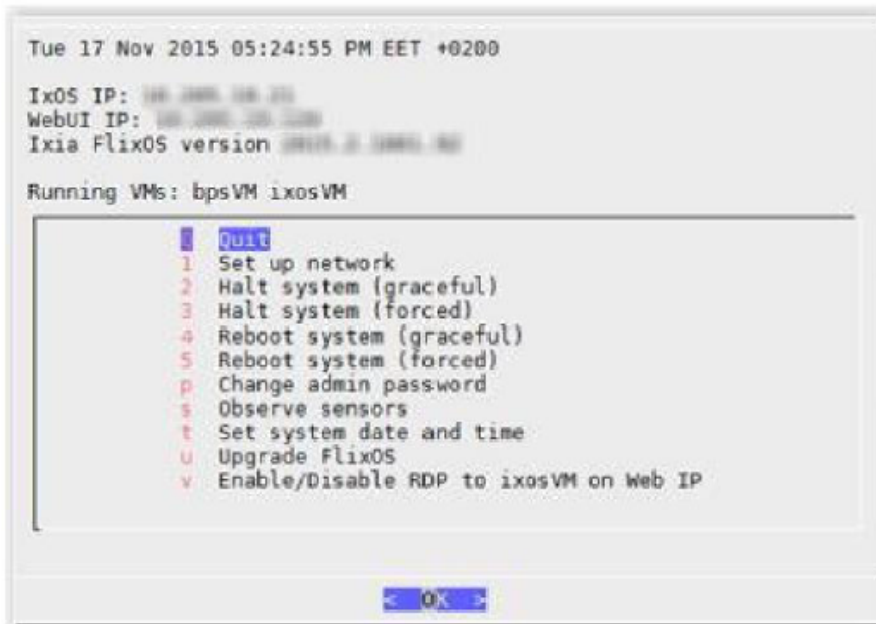 Tue 17 Nov 2015 05:24:55 PM EET +0200
IxOS IP:
WebUI IP:
Ixia FlixOS version
Running VMs: bpsVM ixosVM
Quit
1 Set up network
2 Halt system (graceful)
3 Halt system (forced)
4 Reboot system (graceful)
5 Reboot system (forced)
p Change admin password
s Observe sensors
t Set system date and time
u Upgrade FlixOS
v Enable/Disable RDP to ixosVM on Web IP
< OK >